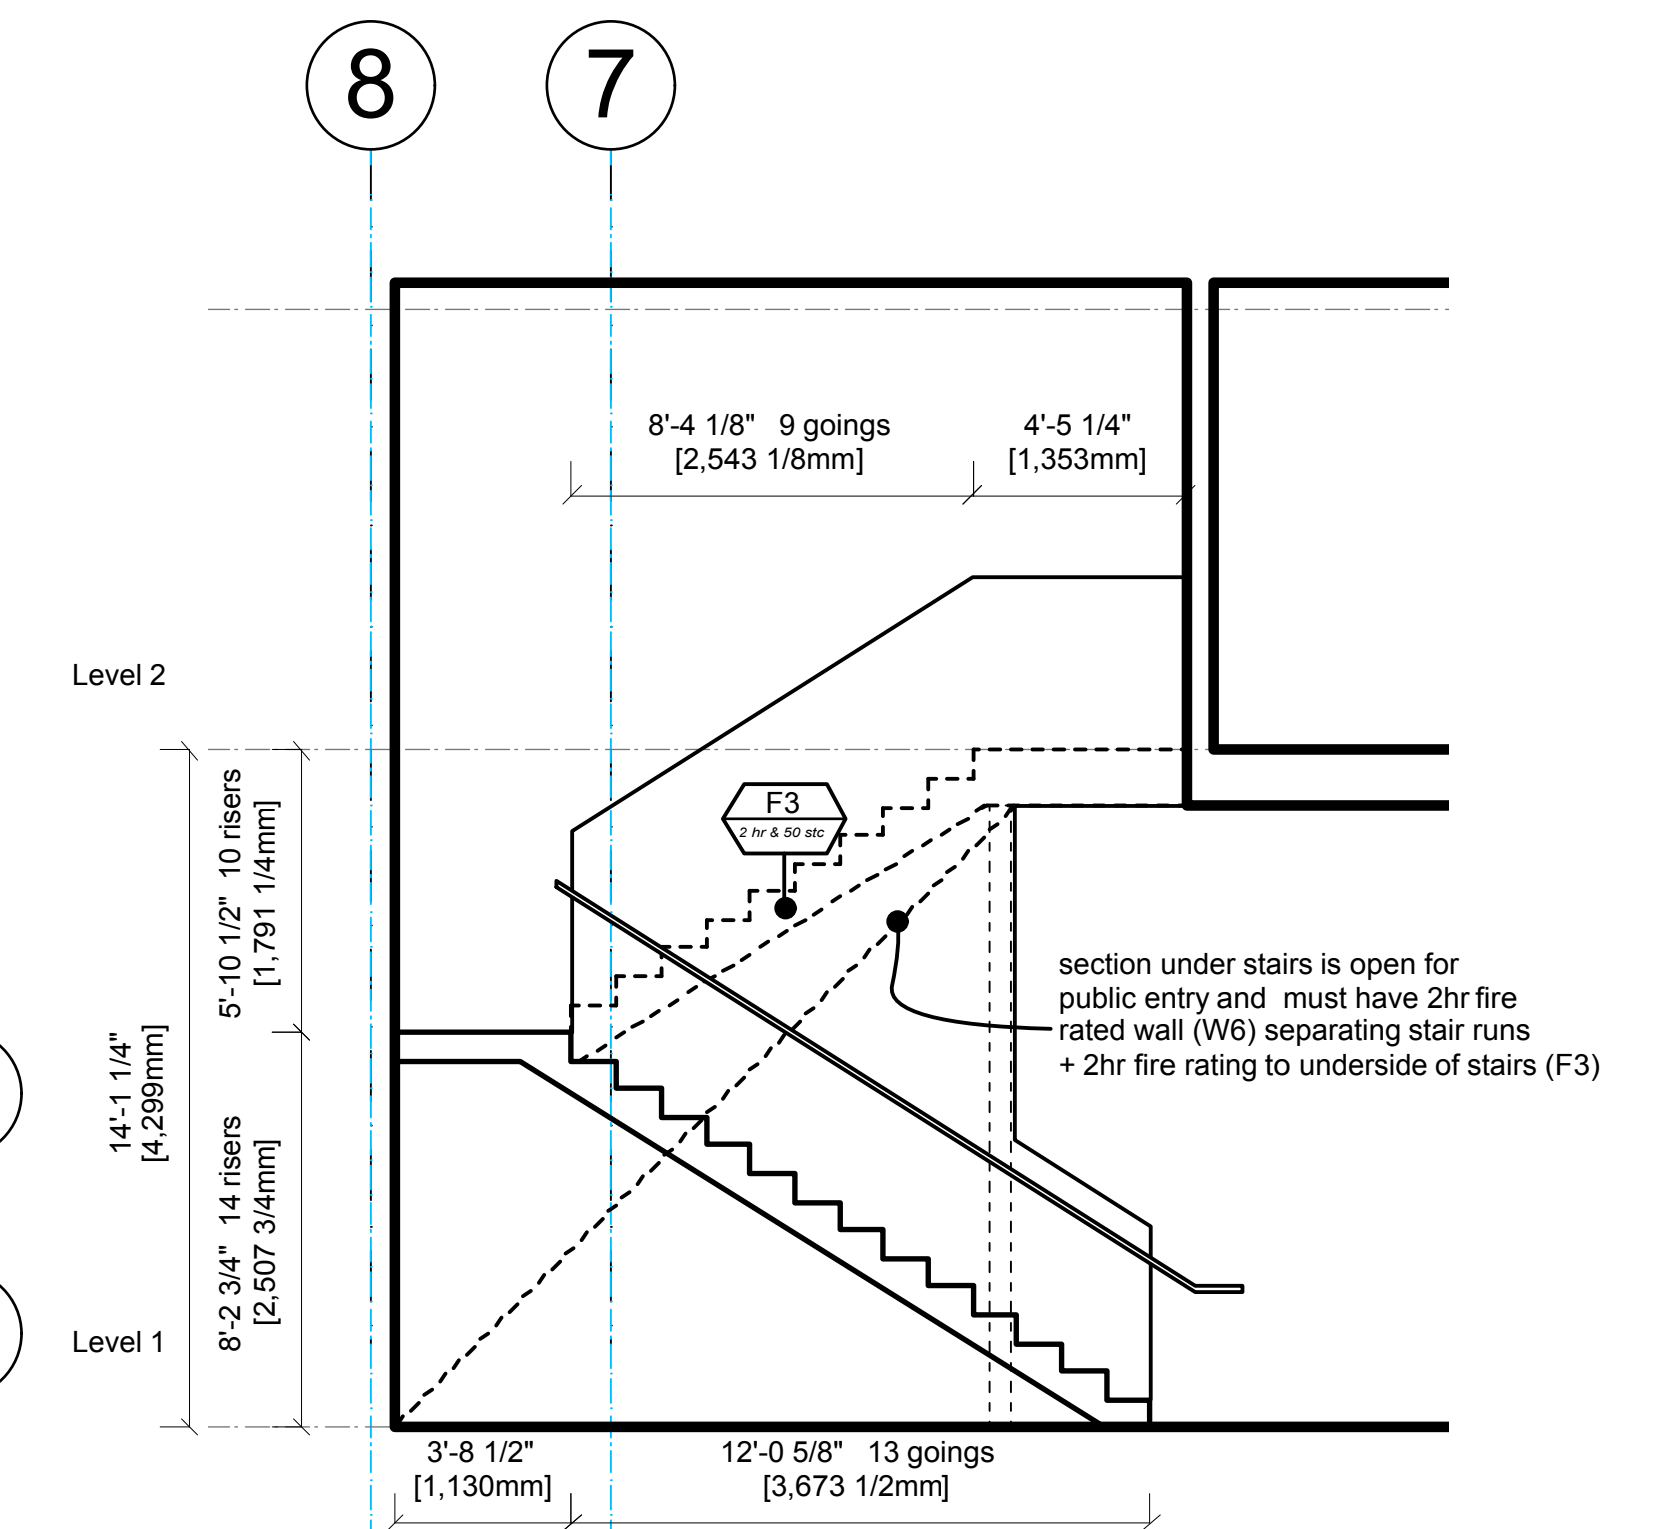 8
7
8'-4 1/8" 9 goings
[2,543 1/8mm]
4'-5 1/4"
[1,353mm]
Level 2
5'-10 1/2" 10 risers
[1,791 1/4mm]
F3
2 hr & 50 stc
section under stairs is open for
public entry and must have 2hr fire
rated wall (W6) separating stair runs
+ 2hr fire rating to underside of stairs (F3)
14'-1 1/4"
[4,299mm]
8'-2 3/4" 14 risers
[2,507 3/4mm]
Level 1
3'-8 1/2"
[1,130mm]
12'-0 5/8" 13 goings
[3,673 1/2mm]